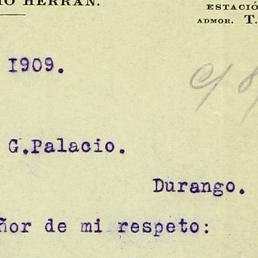 HERRAN.
ESTACIÓ
ADMOR. T.
1909.
G.Palacio.
Durango.
ñor de mi respeto: